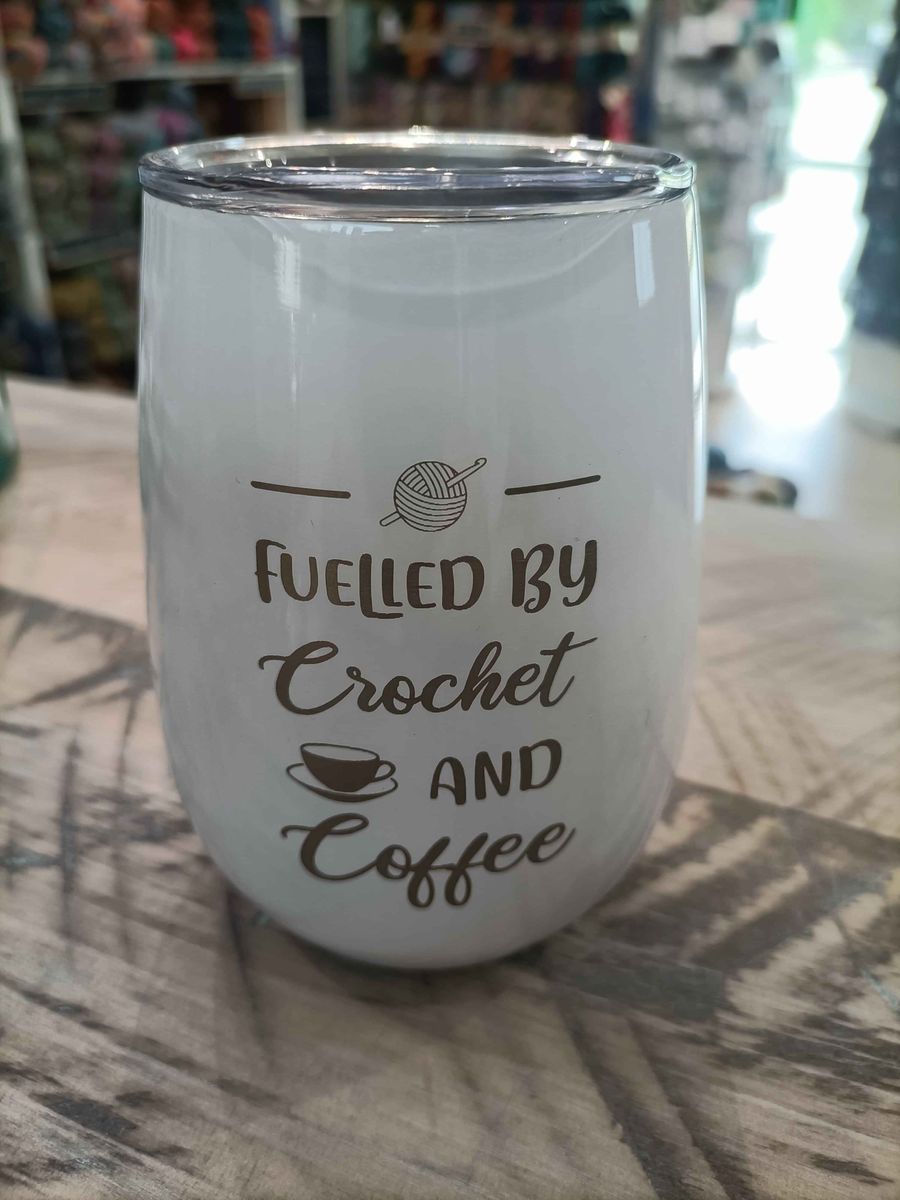 FUELLED BY
Crochet
AND
Coffee